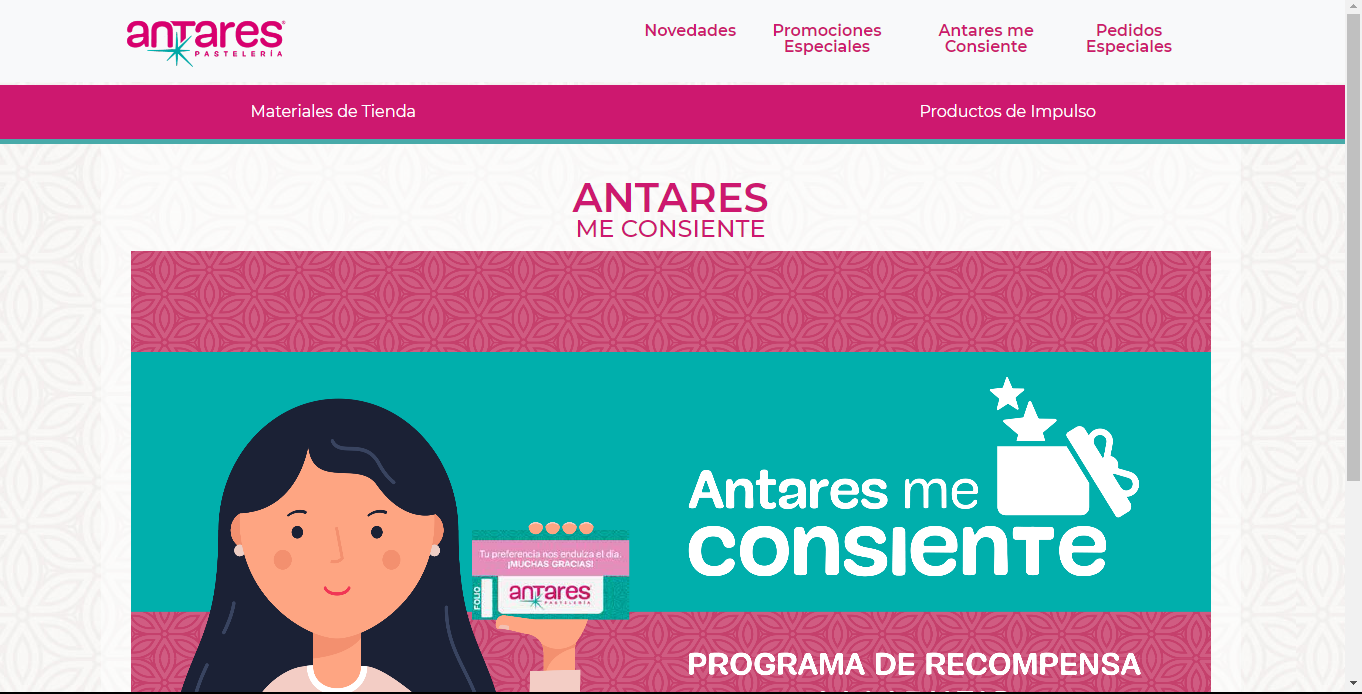 antares
PASTELERÍA
Novedades
Promociones
Especiales
Antares me
Consiente
Pedidos
Especiales
Materiales de Tienda
Productos de Impulso
ANTARES
ME CONSIENTE
Antares me
consiente
Tu preferencia nos endulza el día.
¡MUCHAS GRACIAS!
FOLIO
antares
PASTELERÍA
PROGRAMA DE RECOMPENSA